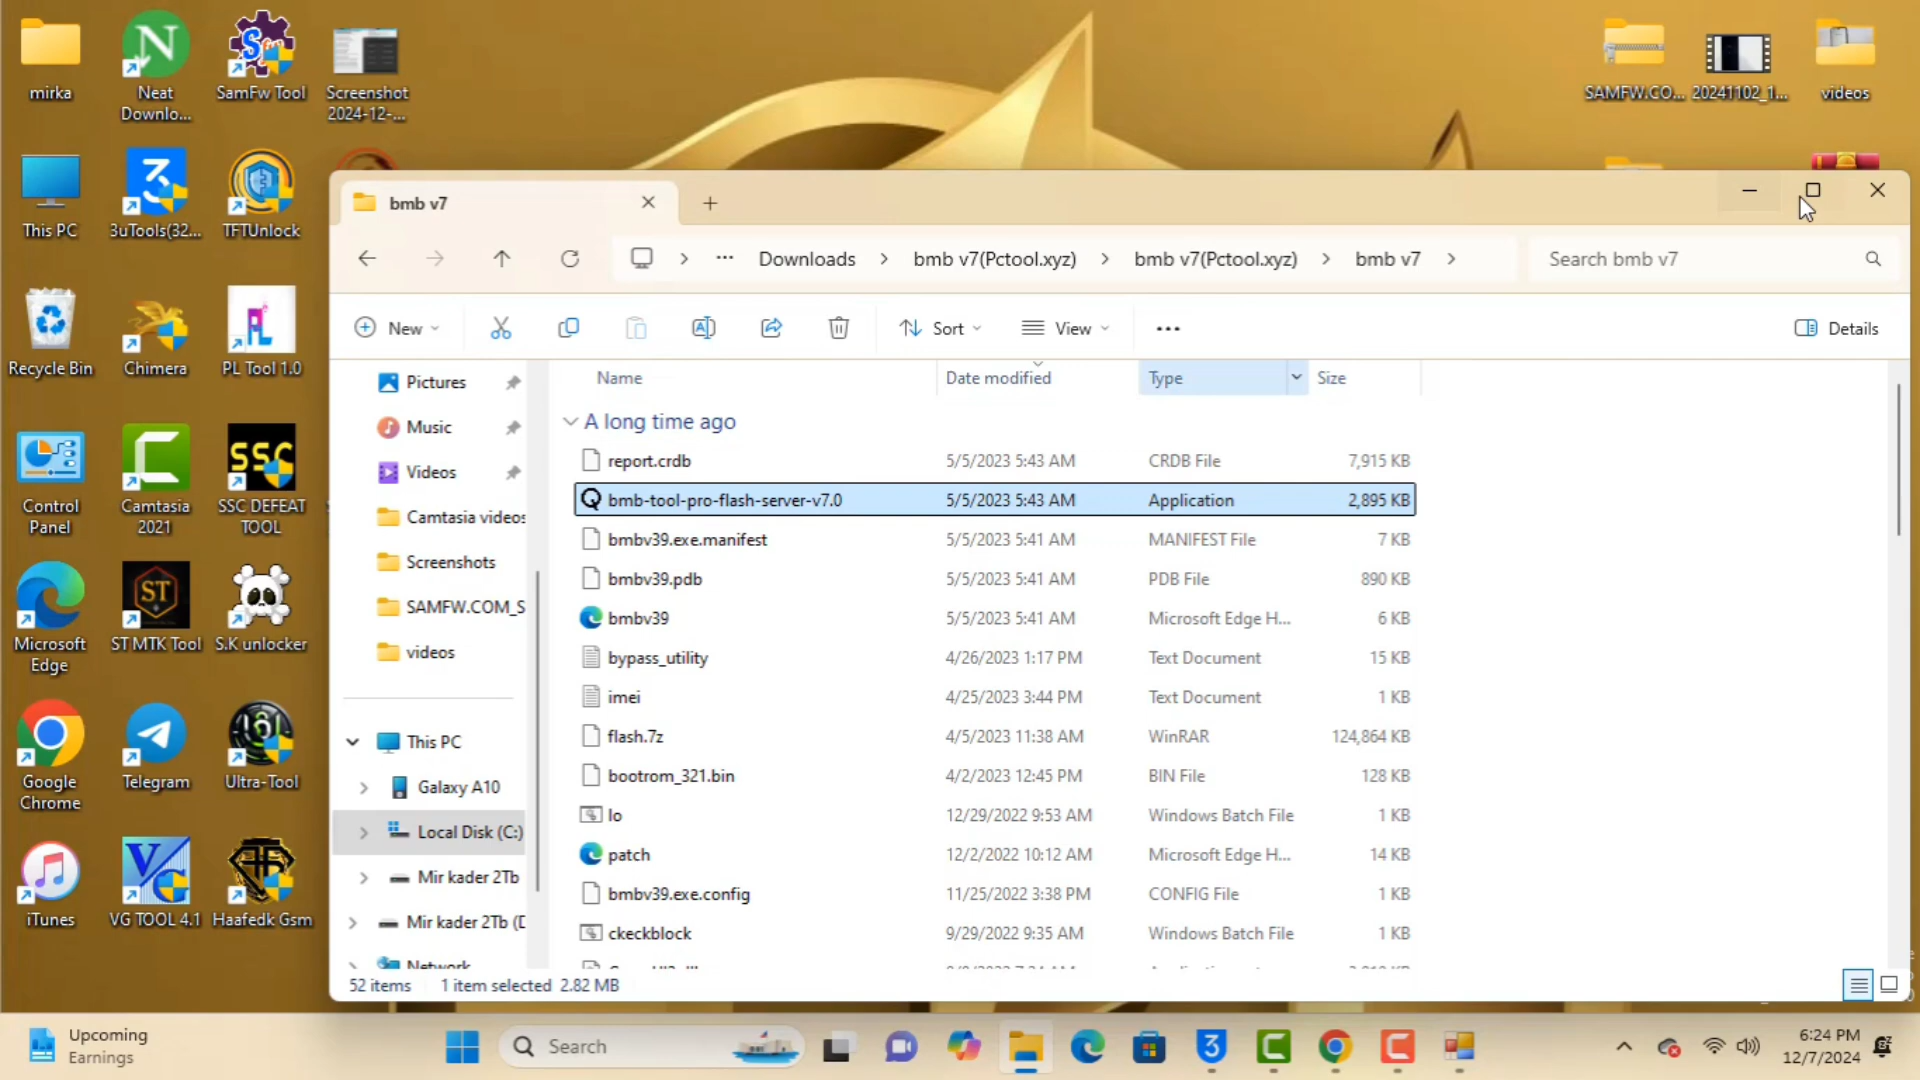 mirka
Neat
Downlo...
SamFw Tool
Screenshot
2024-12-...
SAMFW.CO...
20241102_1...
videos
This PC
3uTools(32...
TFTUnlock
Recycle Bin
Chimera
PL Tool 1.0
Control
Panel
Camtasia
2021
SSC DEFEAT
TOOL
Microsoft
Edge
ST MTK Tool
S.K unlocker
Google
Chrome
Telegram
Ultra-Tool
iTunes
VG TOOL 4.1
Haafedk Gsm
bmb v7
... Downloads > bmb v7(Pctool.xyz) > bmb v7(Pctool.xyz) > bmb v7 >
Search bmb v7
New
Sort
View
Details
Pictures
Music
Videos
Camtasia videos
Screenshots
SAMFW.COM_S
videos
This PC
Galaxy A10
Local Disk (C:)
Mir kader 2Tb
Mir kader 2Tb (D
Network
Name Date modified Type Size
A long time ago
report.crdb 5/5/2023 5:43 AM CRDB File 7,915 KB
bmb-tool-pro-flash-server-v7.0 5/5/2023 5:43 AM Application 2,895 KB
bmbv39.exe.manifest 5/5/2023 5:41 AM MANIFEST File 7 KB
bmbv39.pdb 5/5/2023 5:41 AM PDB File 890 KB
bmbv39 5/5/2023 5:41 AM Microsoft Edge H... 6 KB
bypass_utility 4/26/2023 1:17 PM Text Document 15 KB
imei 4/25/2023 3:44 PM Text Document 1 KB
flash.7z 4/5/2023 11:38 AM WinRAR 124,864 KB
bootrom_321.bin 4/2/2023 12:45 PM BIN File 128 KB
lo 12/29/2022 9:53 AM Windows Batch File 1 KB
patch 12/2/2022 10:12 AM Microsoft Edge H... 14 KB
bmbv39.exe.config 11/25/2022 3:38 PM CONFIG File 1 KB
ckeckblock 9/29/2022 9:35 AM Windows Batch File 1 KB
52 items 1 item selected 2.82 MB
Upcoming
Earnings
Search
6:24 PM
12/7/2024